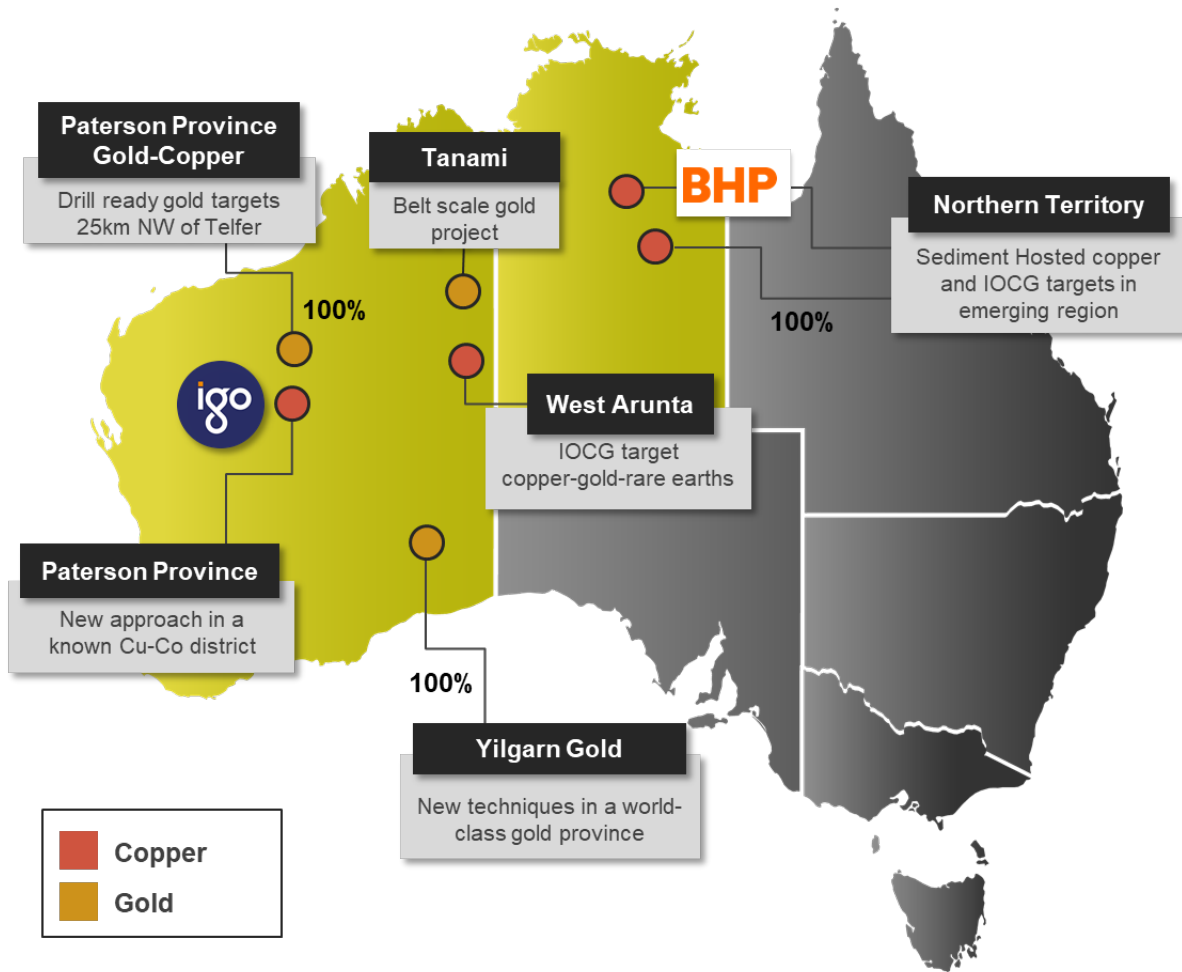 Paterson Province
Gold-Copper
Drill ready gold targets
25km NW of Telfer
Tanami
Belt scale gold
project
BHP
Northern Territory
Sediment Hosted copper
and IOCG targets in
emerging region
100%
100%
igo
West Arunta
IOCG target
copper-gold-rare earths
Paterson Province
New approach in a
known Cu-Co district
100%
Yilgarn Gold
New techniques in a world-
class gold province
Copper
Gold